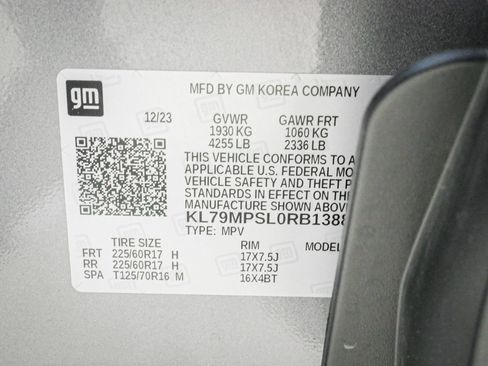 gm
MFD BY GM KOREA COMPANY
12/23 GVWR GAWR FRT
1930 KG 1060 KG
4255 LB 2336 LB
THIS VEHICLE CONFORMS TO A
APPLICABLE U.S. FEDERAL MO
VEHICLE SAFETY AND THEFT P
STANDARDS IN EFFECT ON THE
MANUFACTURE SHOWN ABOVE.
KL79MPSL0RB1388
TYPE: MPV
TIRE SIZE RIM MODEL
FRT 225/60R17 H 17X7.5J
RR 225/60R17 H 17X7.5J
SPA T125/70R16 M 16X4BT